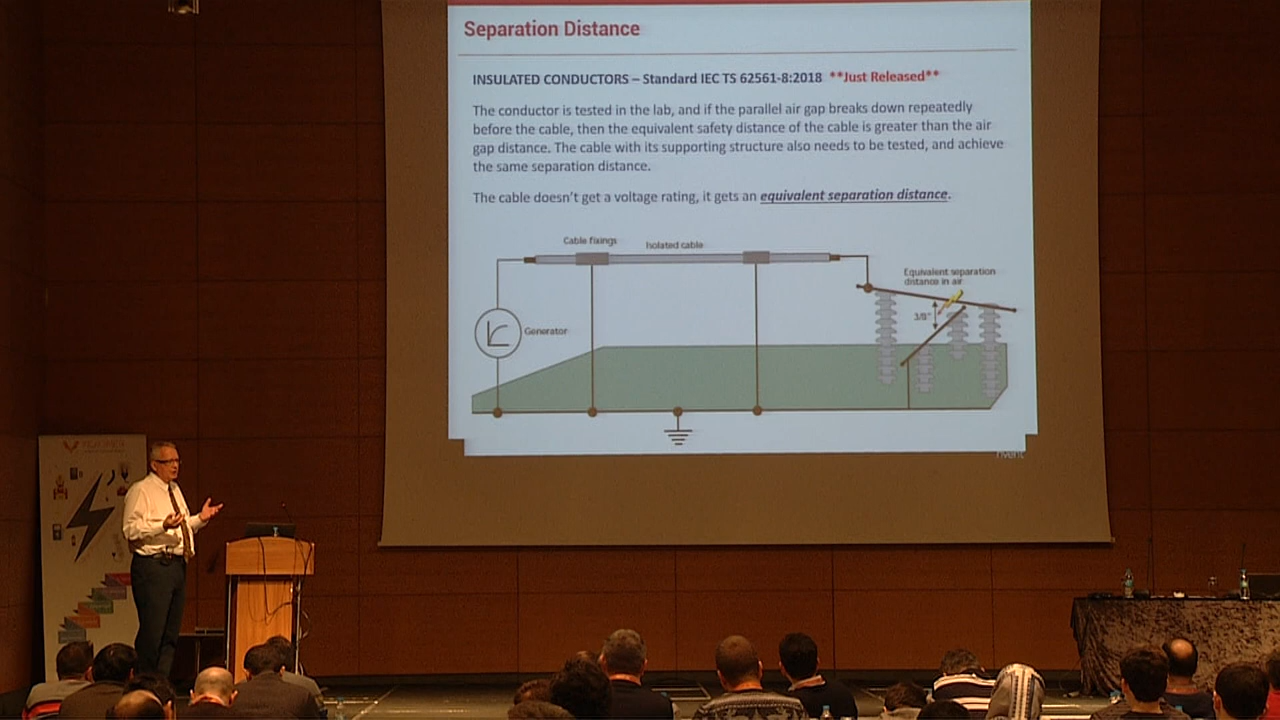 Separation Distance
INSULATED CONDUCTORS – Standard IEC TS 62561-8:2018 **Just Released**
The conductor is tested in the lab, and if the parallel air gap breaks down repeatedly
before the cable, then the equivalent safety distance of the cable is greater than the air
gap distance. The cable with its supporting structure also needs to be tested, and achieve
the same separation distance.
The cable doesn't get a voltage rating, it gets an equivalent separation distance.
Cable fixings
Isolated cable
Equivalent separation
distance in air
3/8"
Generator
nvent